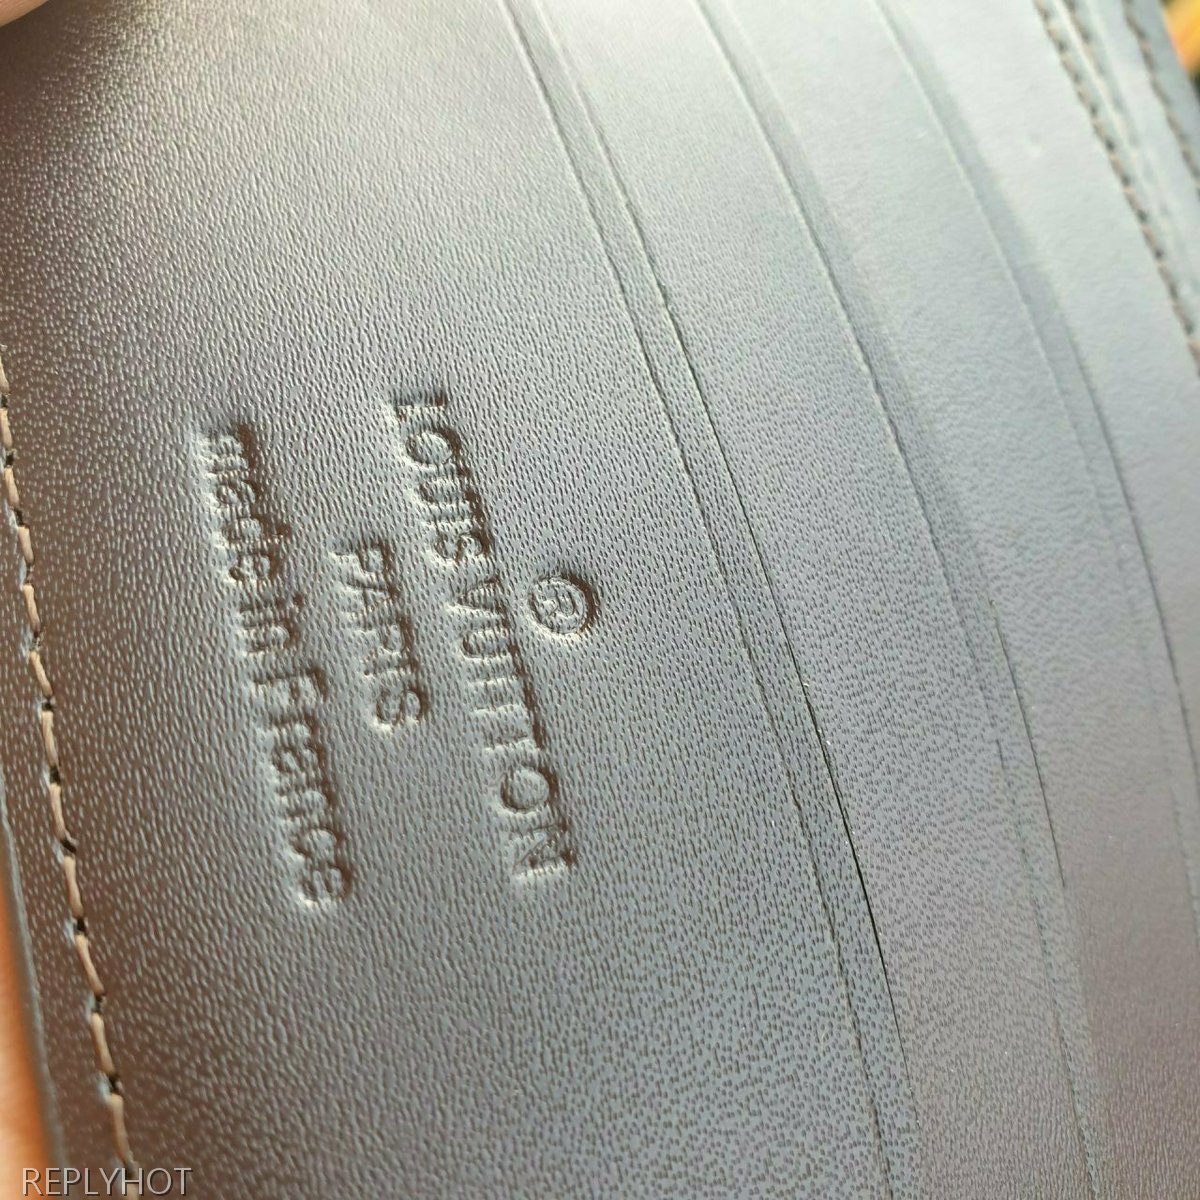 ®
LOUIS VUITTON
PARIS
made in France
REPLYHOT